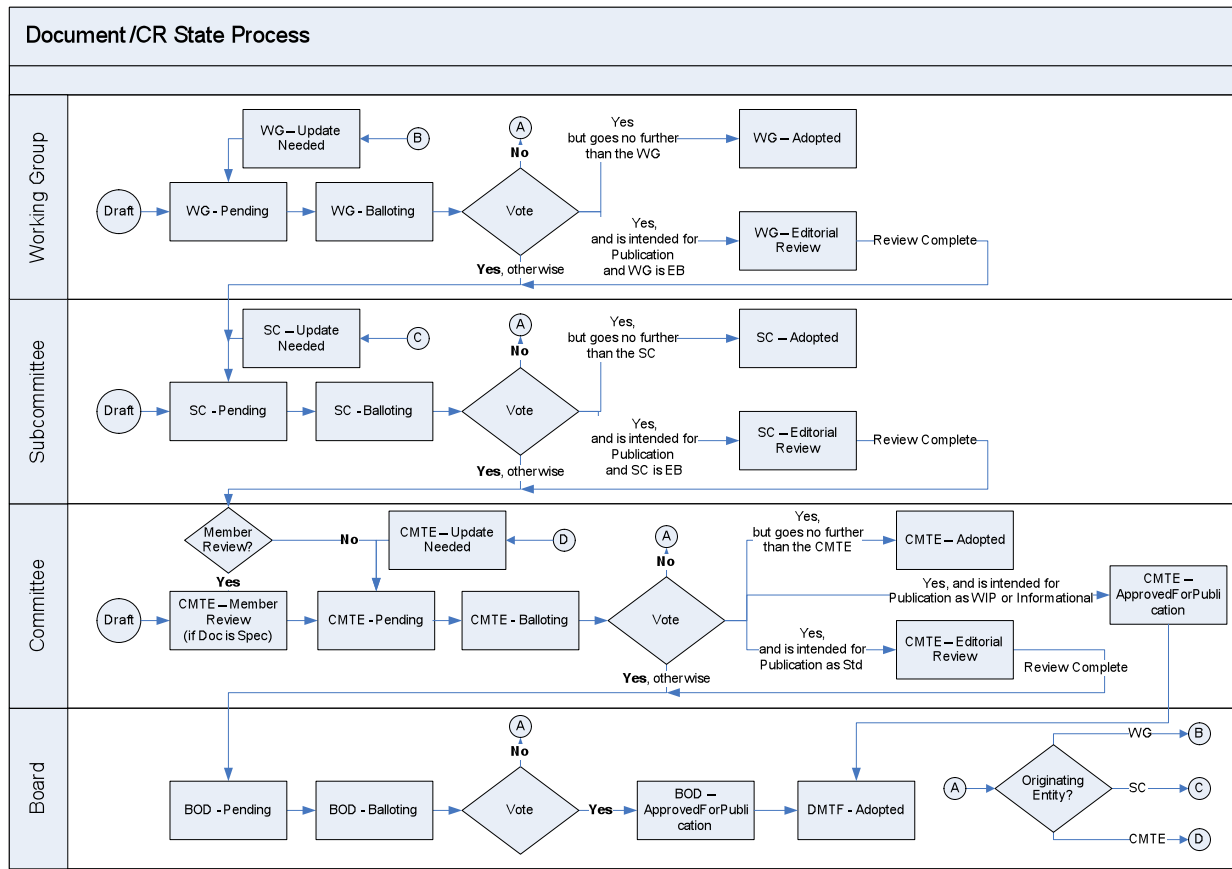 Document/CR State Process
Working Group
WG – Update
Needed
B
A
No
Yes
but goes no further
than the WG
WG – Adopted
Draft
WG - Pending
WG - Balloting
Vote
Yes,
and is intended for
Publication
and WG is EB
WG – Editorial
Review
Review Complete
Yes, otherwise
Subcommittee
SC – Update
Needed
C
A
No
Yes,
but goes no further
than the SC
SC – Adopted
Draft
SC - Pending
SC - Balloting
Vote
Yes,
and is intended for
Publication
and SC is EB
SC – Editorial
Review
Review Complete
Yes, otherwise
Committee
Member
Review?
No
Yes
CMTE – Update
Needed
D
A
No
Yes,
but goes no further
than the CMTE
CMTE – Adopted
Draft
CMTE – Member
Review
(if Doc is Spec)
CMTE - Pending
CMTE - Balloting
Vote
Yes, and is intended for
Publication as WIP or Informational
CMTE –
ApprovedForPubli
cation
Yes,
and is intended for
Publication as Std
CMTE – Editorial
Review
Review Complete
Yes, otherwise
Board
A
No
BOD - Pending
BOD - Balloting
Vote
Yes
BOD –
ApprovedForPubli
cation
DMTF - Adopted
A
Originating
Entity?
WG
B
SC
C
CMTE
D